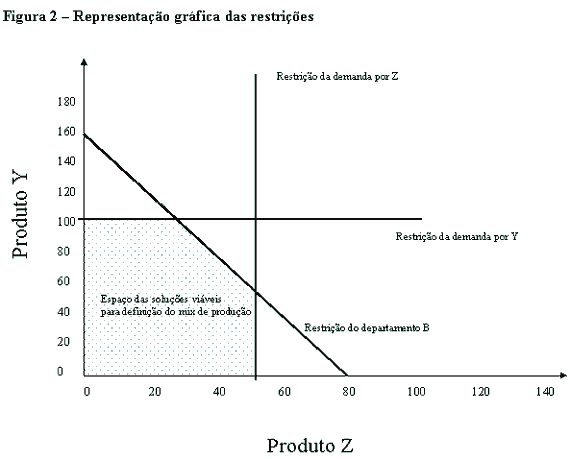 Figura 2 – Representação gráfica das restrições
Restrição da demanda por Z
180
160
140
120
100
80
60
40
20
0
Produto Y
Restrição da demanda por Y
Espaço das soluções viáveis
para definição do mix de produção
Restrição do departamento B
0 20 40 60 80 100 120 140
Produto Z